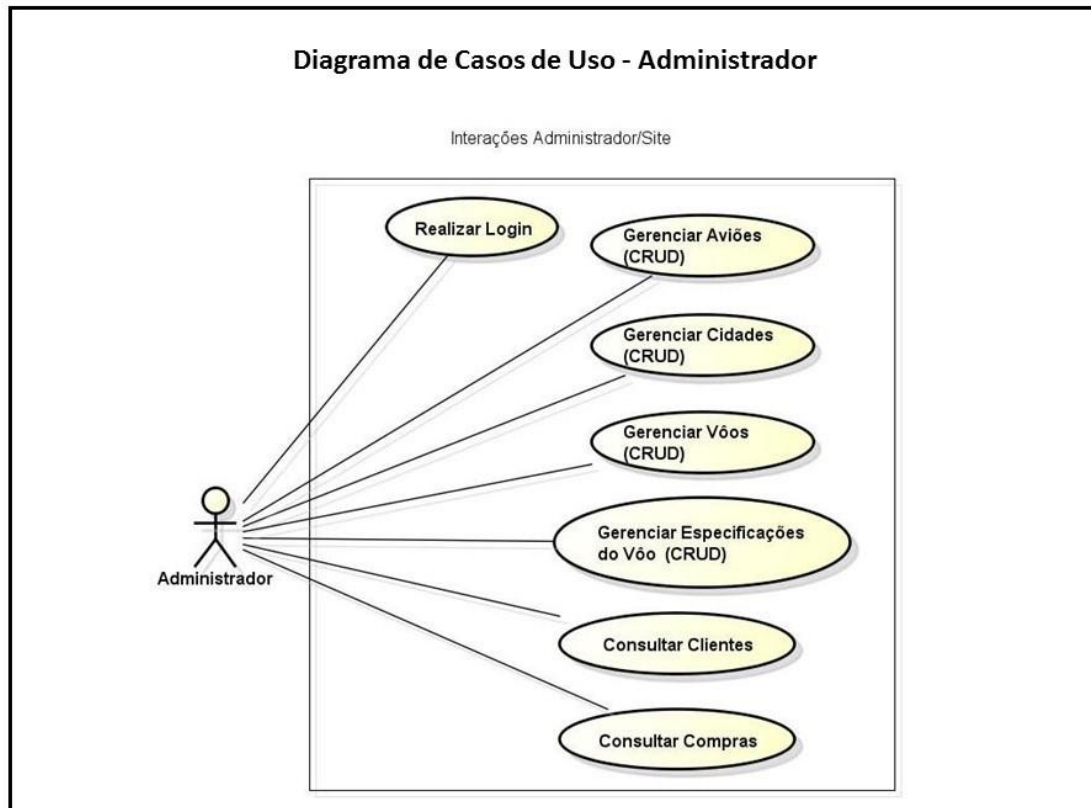 Diagrama de Casos de Uso - Administrador
Interações Administrador/Site
Realizar Login
Gerenciar Aviões
(CRUD)
Gerenciar Cidades
(CRUD)
Gerenciar Vôos
(CRUD)
Gerenciar Especificações
do Vôo (CRUD)
Administrador
Consultar Clientes
Consultar Compras